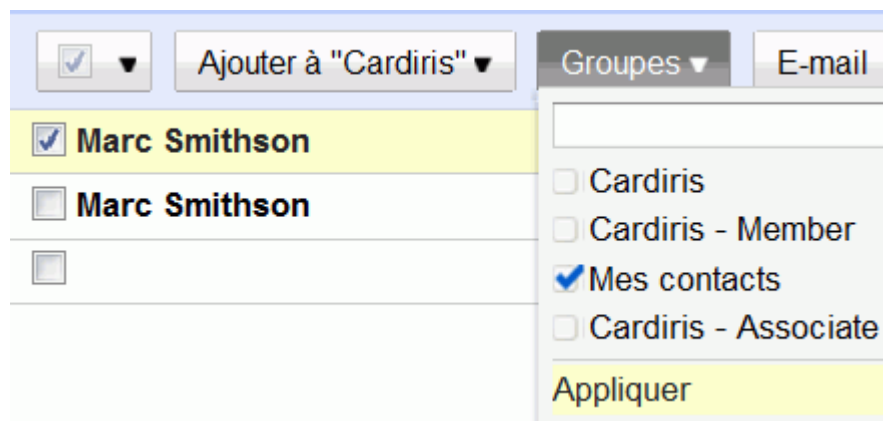 Ajouter à "Cardiris" Groupes E-mail
Marc Smithson
Marc Smithson
Cardiris
Cardiris - Member
Mes contacts
Cardiris - Associate
Appliquer